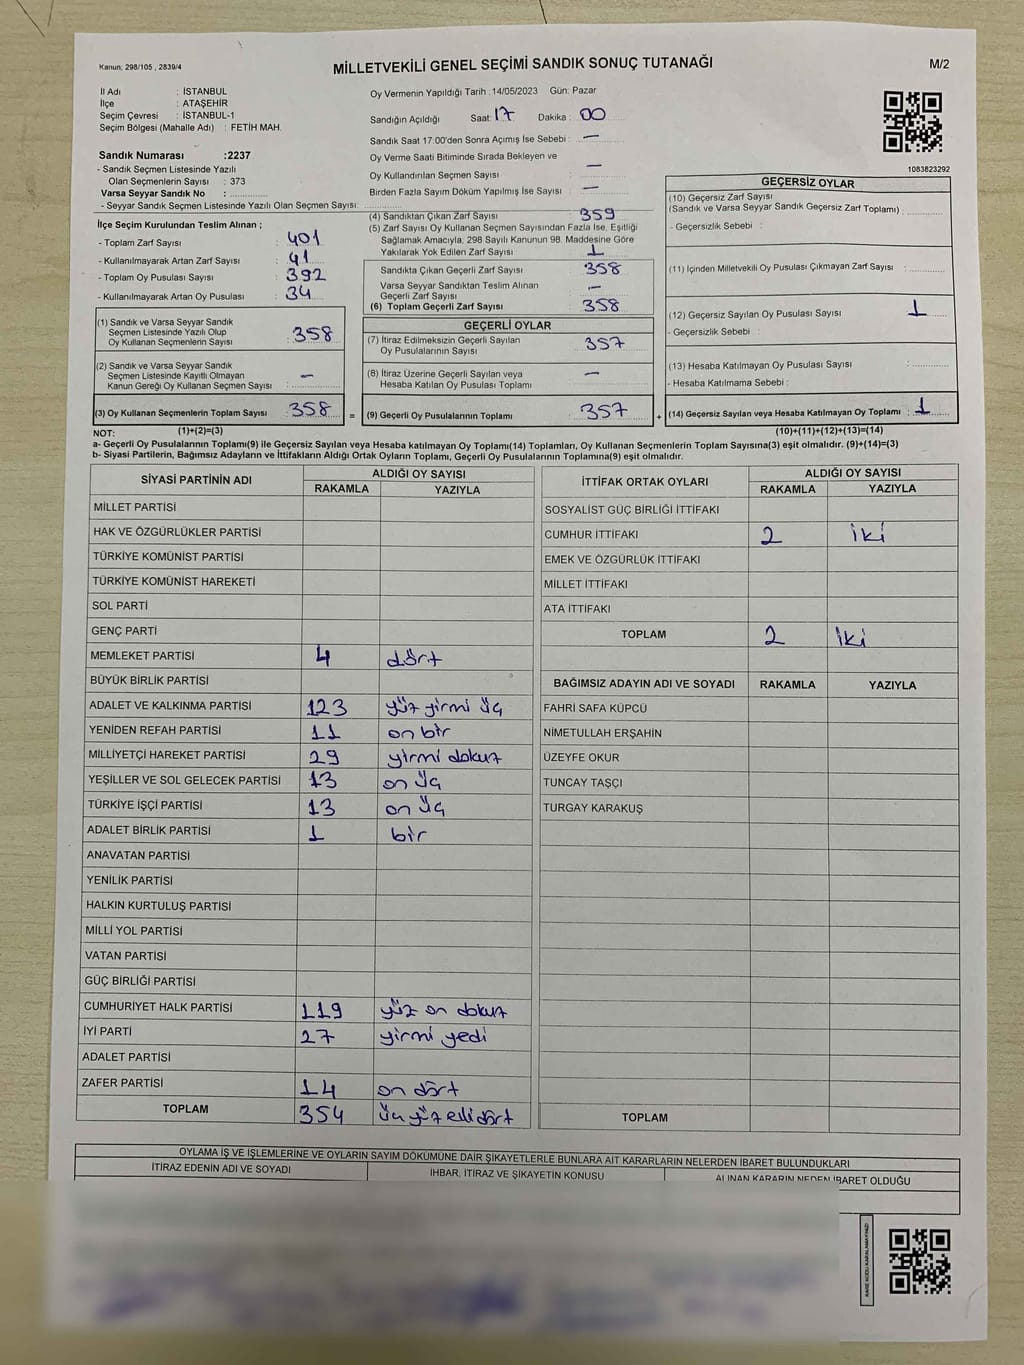 Kanun; 298/105 , 2839/4
MİLLETVEKİLİ GENEL SEÇİMİ SANDIK SONUÇ TUTANAĞI
M/2
İl Adı : İSTANBUL
İlçe : ATAŞEHİR
Seçim Çevresi : İSTANBUL-1
Seçim Bölgesi (Mahalle Adı) : FETİH MAH.
Oy Vermenin Yapıldığı Tarih :14/05/2023 Gün: Pazar
Sandığın Açıldığı Saat: 17 Dakika : 00
Sandık Saat 17.00'den Sonra Açımış İse Sebebi : —
Oy Verme Saati Bitiminde Sırada Bekleyen ve
Oy Kullandırılan Seçmen Sayısı : —
Birden Fazla Sayım Döküm Yapılmış İse Sayısı : —
1083823292
Sandık Numarası :2237
- Sandık Seçmen Listesinde Yazılı
Olan Seçmenlerin Sayısı : 373
Varsa Seyyar Sandık No :
- Seyyar Sandık Seçmen Listesinde Yazılı Olan Seçmen Sayısı:
İlçe Seçim Kurulundan Teslim Alınan ;
- Toplam Zarf Sayısı : 401
- Kullanılmayarak Artan Zarf Sayısı : 41
- Toplam Oy Pusulası Sayısı : 392
- Kullanılmayarak Artan Oy Pusulası : 34
(1) Sandık ve Varsa Seyyar Sandık
Seçmen Listesinde Yazılı Olup
Oy Kullanan Seçmenlerin Sayısı : 358
(2) Sandık ve Varsa Seyyar Sandık
Seçmen Listesinde Kayıtlı Olmayan
Kanun Gereği Oy Kullanan Seçmen Sayısı : —
(3) Oy Kullanan Seçmenlerin Toplam Sayısı : 358 =
(1)+(2)=(3)
(4) Sandıktan Çıkan Zarf Sayısı : 359
(5) Zarf Sayısı Oy Kullanan Seçmen Sayısından Fazla İse, Eşitliği
Sağlamak Amacıyla, 298 Sayılı Kanunun 98. Maddesine Göre
Yakılarak Yok Edilen Zarf Sayısı : 1
Sandıkta Çıkan Geçerli Zarf Sayısı : 358
Varsa Seyyar Sandıktan Teslim Alınan
Geçerli Zarf Sayısı : —
(6) Toplam Geçerli Zarf Sayısı : 358
GEÇERLİ OYLAR
(7) İtiraz Edilmeksizin Geçerli Sayılan
Oy Pusulalarının Sayısı : 357
(8) İtiraz Üzerine Geçerli Sayılan veya
Hesaba Katılan Oy Pusulası Toplamı : —
(9) Geçerli Oy Pusulalarının Toplamı : 357 +
GEÇERSİZ OYLAR
(10) Geçersiz Zarf Sayısı
(Sandık ve Varsa Seyyar Sandık Geçersiz Zarf Toplamı) :
- Geçersizlik Sebebi :
(11) İçinden Milletvekili Oy Pusulası Çıkmayan Zarf Sayısı :
(12) Geçersiz Sayılan Oy Pusulası Sayısı : 1
- Geçersizlik Sebebi :
(13) Hesaba Katılmayan Oy Pusulası Sayısı :
- Hesaba Katılmama Sebebi :
(14) Geçersiz Sayılan veya Hesaba Katılmayan Oy Toplamı : 1
(10)+(11)+(12)+(13)=(14)
NOT:
a- Geçerli Oy Pusulalarının Toplamı(9) ile Geçersiz Sayılan veya Hesaba katılmayan Oy Toplamı(14) Toplamları, Oy Kullanan Seçmenlerin Toplam Sayısına(3) eşit olmalıdır. (9)+(14)=(3)
b- Siyasi Partilerin, Bağımsız Adayların ve İttifakların Aldığı Ortak Oyların Toplamı, Geçerli Oy Pusulalarının Toplamına(9) eşit olmalıdır.
SİYASİ PARTİNİN ADI ALDIĞI OY SAYISI
RAKAMLA YAZIYLA
MİLLET PARTİSİ
HAK VE ÖZGÜRLÜKLER PARTİSİ
TÜRKİYE KOMÜNİST PARTİSİ
TÜRKİYE KOMÜNİST HAREKETİ
SOL PARTİ
GENÇ PARTİ
MEMLEKET PARTİSİ 4 dört
BÜYÜK BİRLİK PARTİSİ
ADALET VE KALKINMA PARTİSİ 123 yüz yirmi üç
YENİDEN REFAH PARTİSİ 11 on bir
MİLLİYETÇİ HAREKET PARTİSİ 29 yirmi dokuz
YEŞİLLER VE SOL GELECEK PARTİSİ 13 on üç
TÜRKİYE İŞÇİ PARTİSİ 13 on üç
ADALET BİRLİK PARTİSİ 1 bir
ANAVATAN PARTİSİ
YENİLİK PARTİSİ
HALKIN KURTULUŞ PARTİSİ
MİLLİ YOL PARTİSİ
VATAN PARTİSİ
GÜÇ BİRLİĞİ PARTİSİ
CUMHURİYET HALK PARTİSİ 119 yüz on dokuz
İYİ PARTİ 27 yirmi yedi
ADALET PARTİSİ
ZAFER PARTİSİ 14 on dört
TOPLAM 354 üç yüz elli dört
İTTİFAK ORTAK OYLARI ALDIĞI OY SAYISI
RAKAMLA YAZIYLA
SOSYALİST GÜÇ BİRLİĞİ İTTİFAKI
CUMHUR İTTİFAKI 2 iki
EMEK VE ÖZGÜRLÜK İTTİFAKI
MİLLET İTTİFAKI
ATA İTTİFAKI
TOPLAM 2 iki
BAĞIMSIZ ADAYIN ADI VE SOYADI RAKAMLA YAZIYLA
FAHRİ SAFA KÜPCÜ
NİMETULLAH ERŞAHİN
ÜZEYFE OKUR
TUNCAY TAŞÇI
TURGAY KARAKUŞ
TOPLAM
OYLAMA İŞ VE İŞLEMLERİNE VE OYLARIN SAYIM DÖKÜMÜNE DAİR ŞİKAYETLERLE BUNLARA AİT KARARLARIN NELERDEN İBARET BULUNDUKLARI
İTİRAZ EDENİN ADI VE SOYADI
İHBAR, İTİRAZ VE ŞİKAYETİN KONUSU
ALINAN KARARIN NEDEN İBARET OLDUĞU
KARE KODU KARALAMAYINIZ!